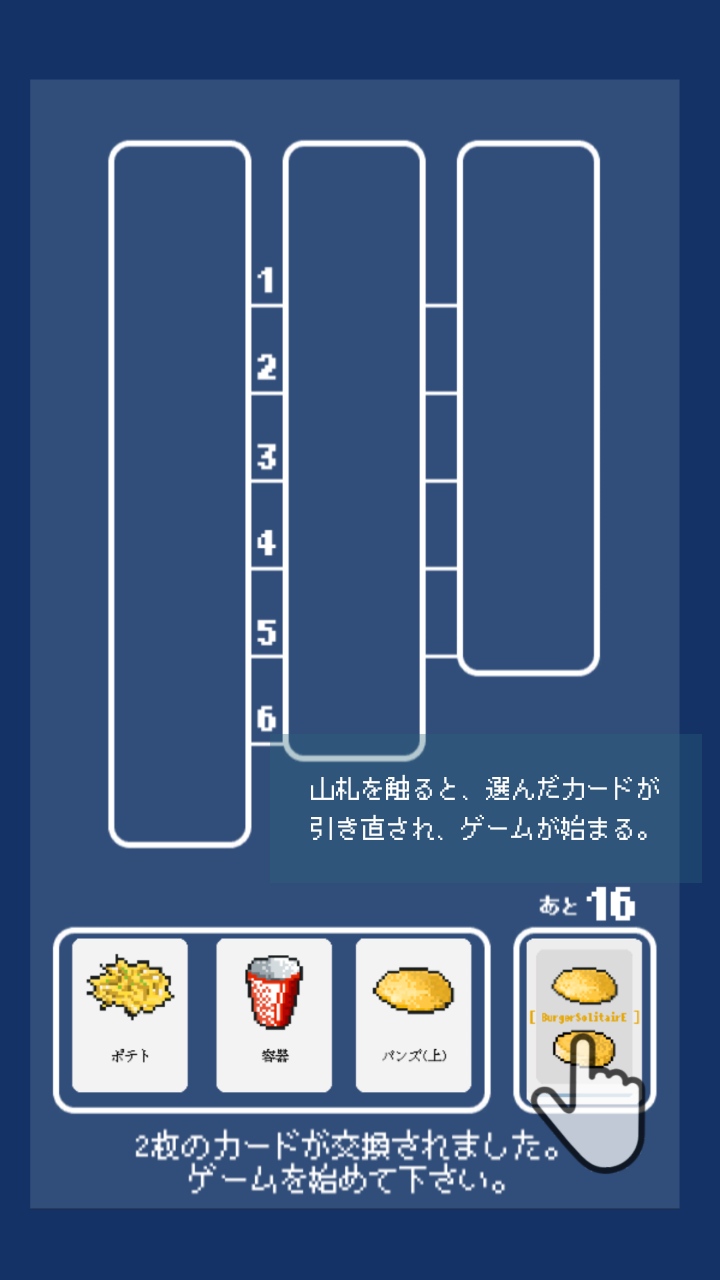 1
2
3
4
5
6
山札を触ると、選んだカードが
引き直され、ゲームが始まる。
あと 16
ポテト
容器
バンズ(上)
[ BurgerSolitairE ]
2枚のカードが交換されました。
ゲームを始めて下さい。